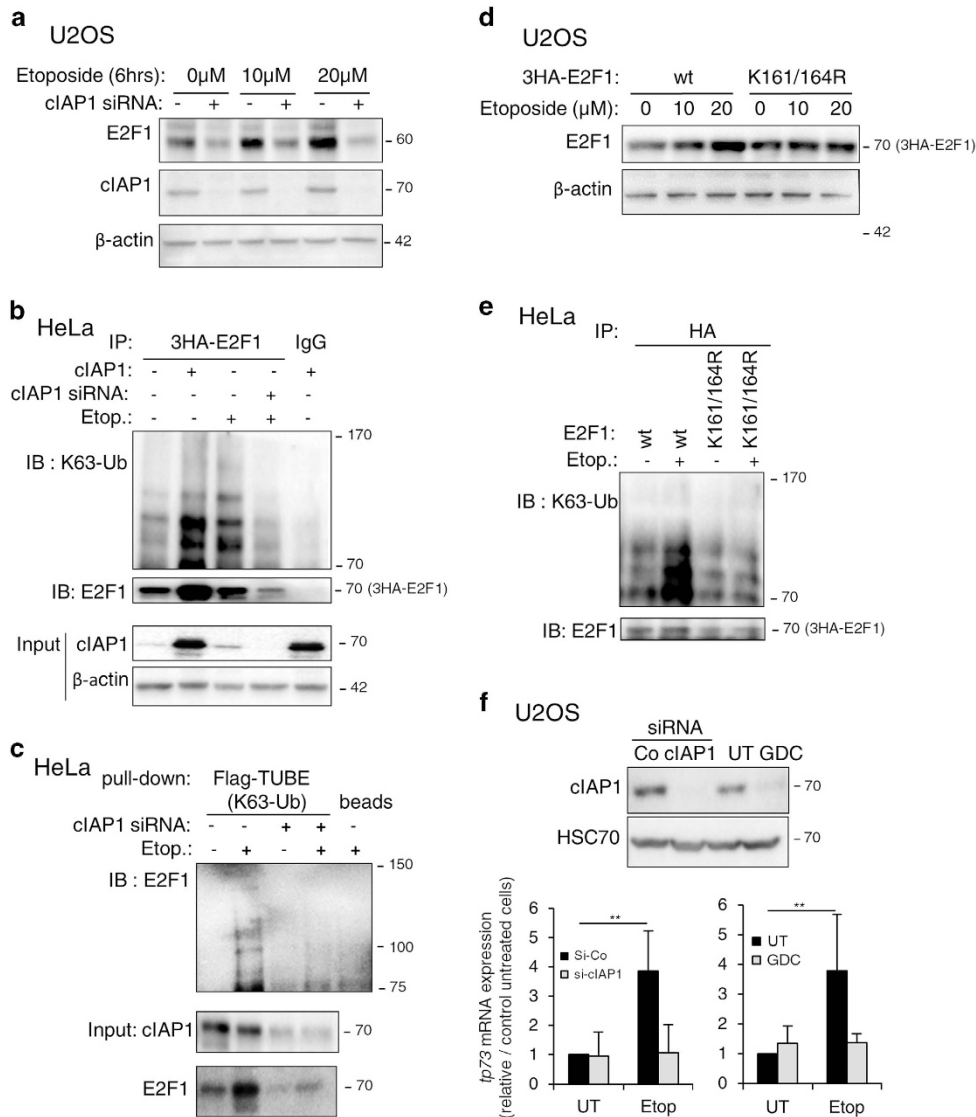 a
U2OS
Etoposide (6hrs): 0µM 10µM 20µM
cIAP1 siRNA: - + - + - +
E2F1
- 60
cIAP1
- 70
β-actin
- 42
b
HeLa
IP: 3HA-E2F1 IgG
cIAP1: - + - - +
cIAP1 siRNA: - - - + -
Etop.: - - + + -
- 170
IB : K63-Ub
- 70
IB: E2F1 - 70 (3HA-E2F1)
Input
cIAP1 - 70
β-actin - 42
c
HeLa
pull-down: Flag-TUBE
(K63-Ub) beads
cIAP1 siRNA: - - + + -
Etop.: - + - + +
- 150
IB : E2F1
- 100
- 75
Input: cIAP1 - 70
E2F1 - 70
d
U2OS
3HA-E2F1: wt K161/164R
Etoposide (µM): 0 10 20 0 10 20
E2F1 - 70 (3HA-E2F1)
β-actin
- 42
e
HeLa
IP: HA
E2F1: wt wt K161/164R K161/164R
Etop.: - + - +
- 170
IB : K63-Ub
- 70
IB: E2F1 - 70 (3HA-E2F1)
f
U2OS
siRNA
Co cIAP1 UT GDC
cIAP1 - 70
HSC70 - 70
tp73 mRNA expression
(relative / control untreated cells)
6
5
4
3
2
1
0
**
Si-Co
si-cIAP1
UT Etop
6
5
4
3
2
1
0
**
UT
GDC
UT Etop